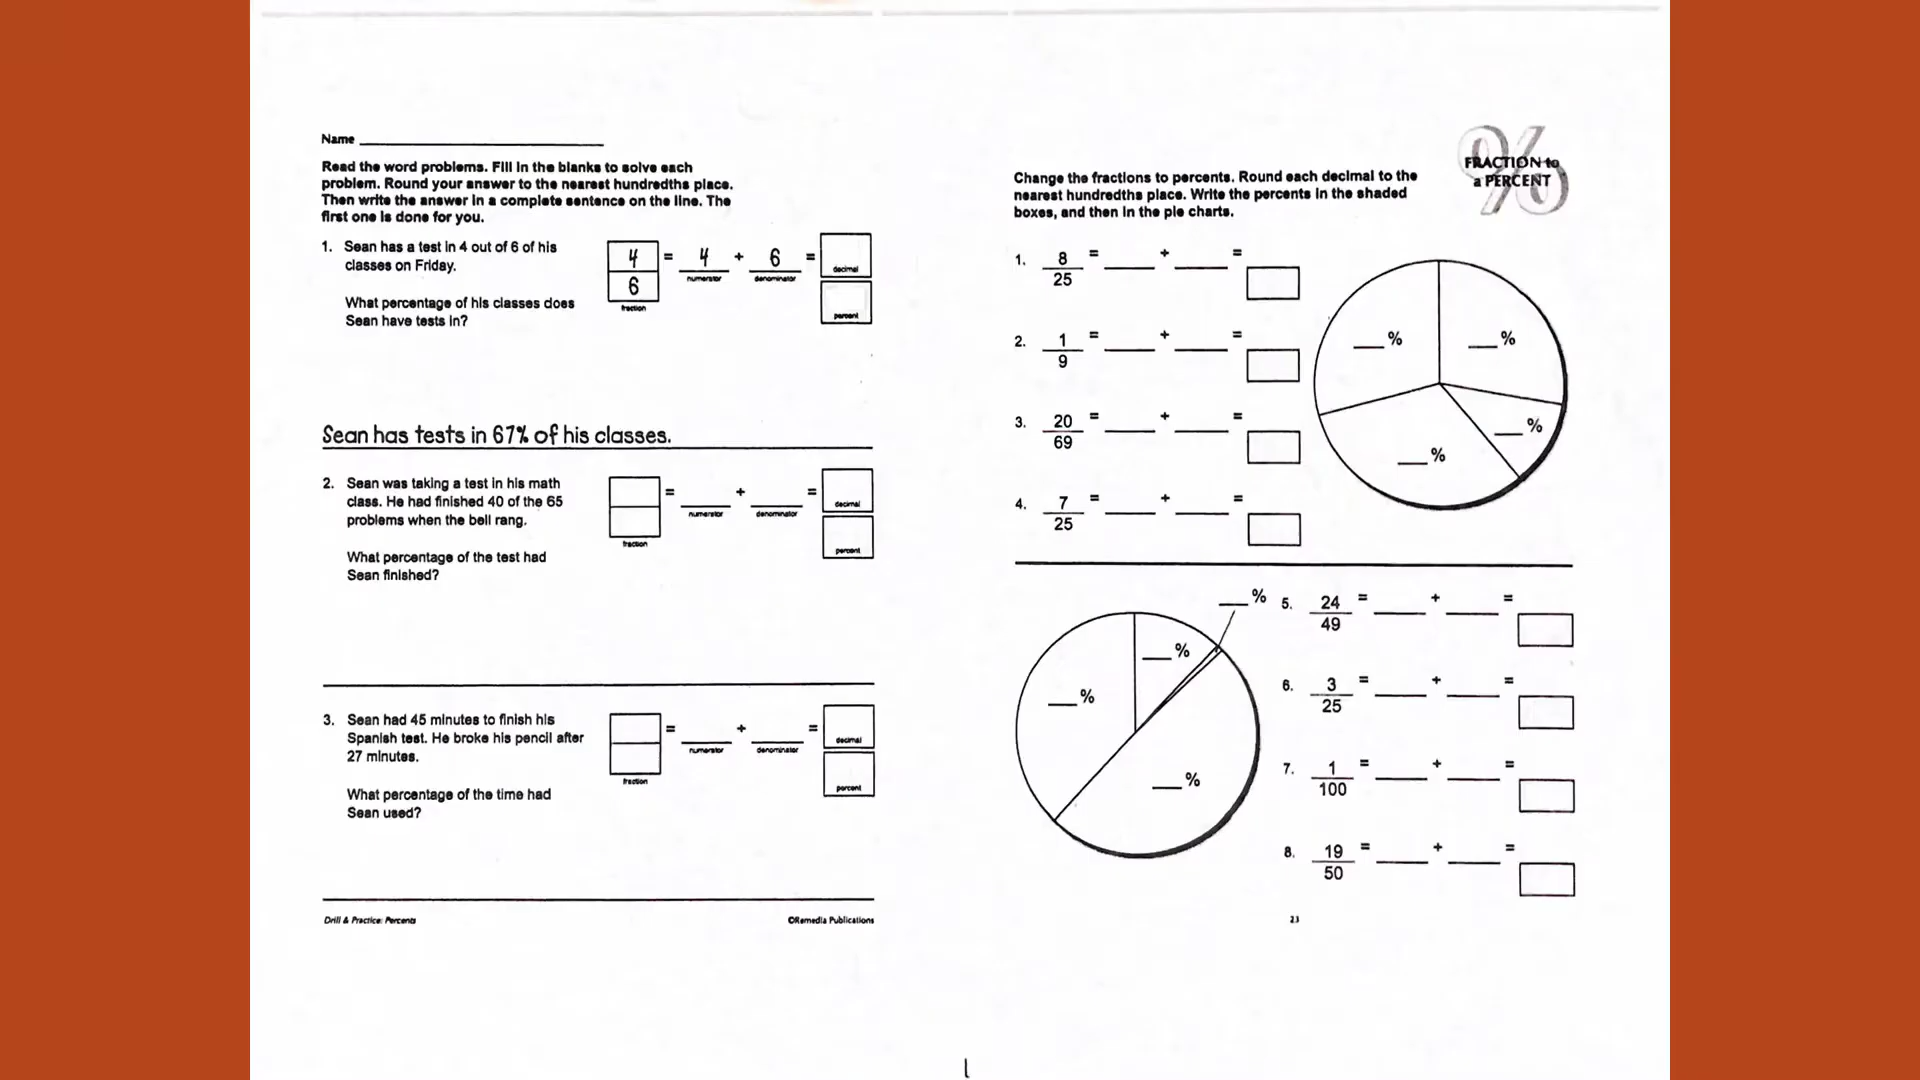 Name
Read the word problems. Fill in the blanks to solve each
problem. Round your answer to the nearest hundredths place.
Then write the answer in a complete sentence on the line. The
first one is done for you.
1. Sean has a test in 4 out of 6 of his
classes on Friday.
What percentage of his classes does
Sean have tests in?
4
6
fraction
= 4 + 6 =
numerator denominator
decimal
percent
Sean has tests in 67% of his classes.
2. Sean was taking a test in his math
class. He had finished 40 of the 65
problems when the bell rang.
What percentage of the test had
Sean finished?
fraction
= + =
numerator denominator
decimal
percent
3. Sean had 45 minutes to finish his
Spanish test. He broke his pencil after
27 minutes.
What percentage of the time had
Sean used?
fraction
= + =
numerator denominator
decimal
percent
Drill & Practice: Percents
©Remedia Publications
%
FRACTION to
a PERCENT
Change the fractions to percents. Round each decimal to the
nearest hundredths place. Write the percents in the shaded
boxes, and then in the pie charts.
1. 8 = + =
25
2. 1 = + =
9
3. 20 = + =
69
4. 7 = + =
25
% %
%
%
%
%
%
%
5. 24 = + =
49
6. 3 = + =
25
7. 1 = + =
100
8. 19 = + =
50
23